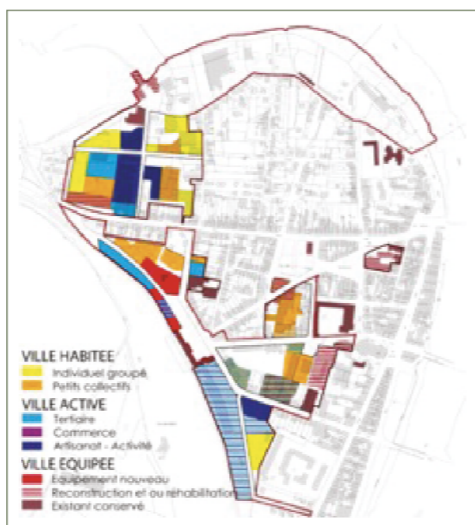 VILLE HABITEE
Individuel groupé
Petits collectifs
VILLE ACTIVE
Tertiaire
Commerce
Artisanat - Activité
VILLE EQUIPEE
Equipement nouveau
Reconstruction et ou réhabilitation
Existant conservé